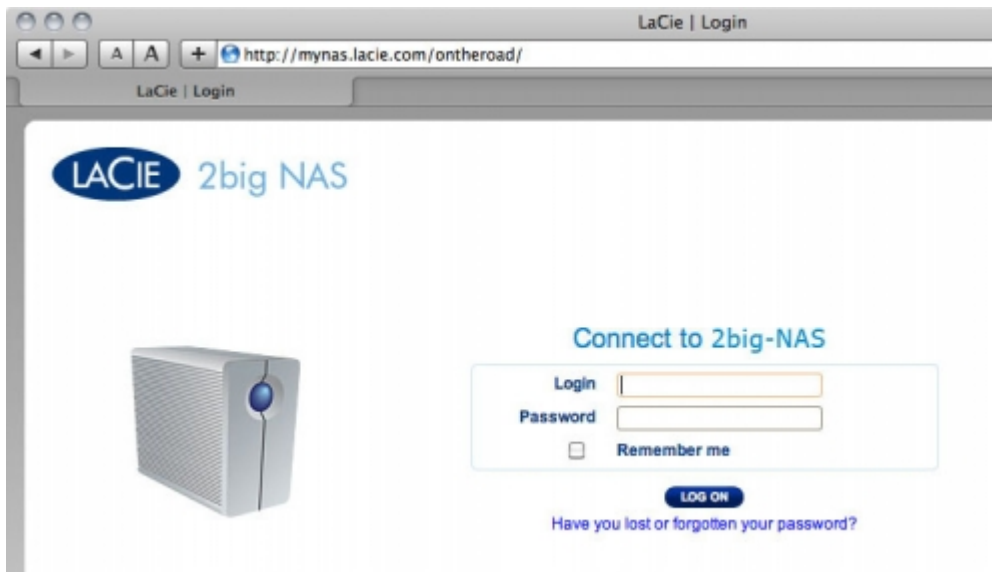 LaCie | Login
A A + http://mynas.lacie.com/ontheroad/
LaCie | Login
LACIE 2big NAS
Connect to 2big-NAS
Login
Password
Remember me
LOG ON
Have you lost or forgotten your password?